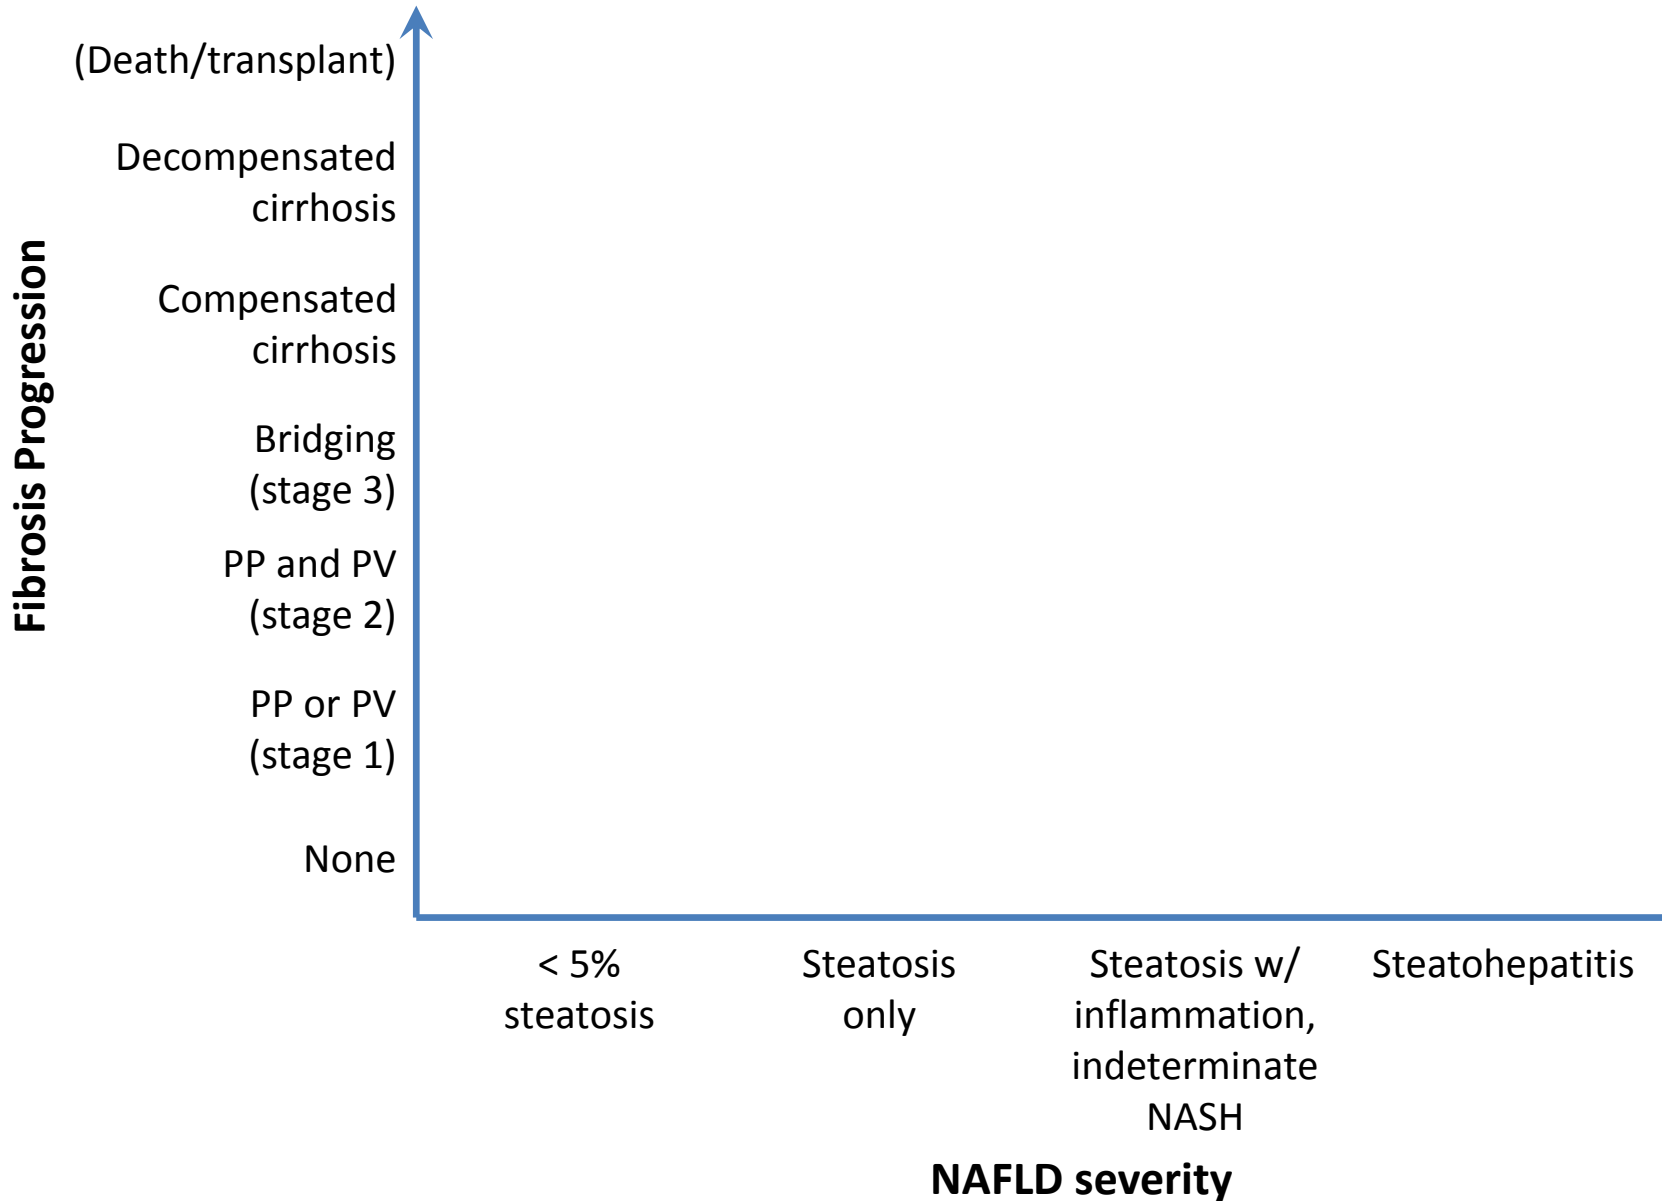 (Death/transplant)
Decompensated
cirrhosis
Compensated
cirrhosis
Bridging
(stage 3)
PP and PV
(stage 2)
PP or PV
(stage 1)
None
Fibrosis Progression
< 5%
steatosis
Steatosis
only
Steatosis w/
inflammation,
indeterminate
NASH
Steatohepatitis
NAFLD severity